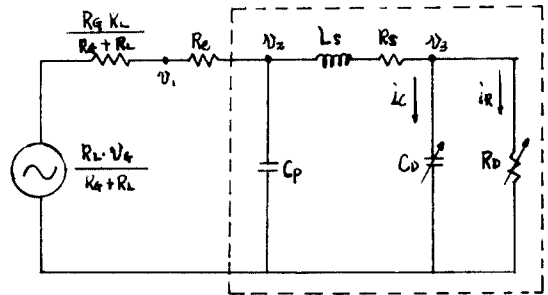 R_G R_L
R_G + R_L
v_1
R_e
v_2
L_s
R_s
v_3
i_C
i_R
R_L · v_G
R_G + R_L
C_P
C_D
R_D